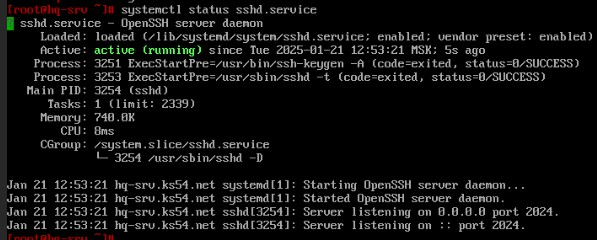 [root@hq-srv ~]# systemctl status sshd.service
sshd.service - OpenSSH server daemon
Loaded: loaded (/lib/systemd/system/sshd.service; enabled; vendor preset: enabled)
Active: active (running) since Tue 2025-01-21 12:53:21 MSK; 5s ago
Process: 3251 ExecStartPre=/usr/bin/ssh-keygen -A (code=exited, status=0/SUCCESS)
Process: 3253 ExecStartPre=/usr/sbin/sshd -t (code=exited, status=0/SUCCESS)
Main PID: 3254 (sshd)
Tasks: 1 (limit: 2339)
Memory: 740.0K
CPU: 8ms
CGroup: /system.slice/sshd.service
└─ 3254 /usr/sbin/sshd -D
Jan 21 12:53:21 hq-srv.ks54.net systemd[1]: Starting OpenSSH server daemon...
Jan 21 12:53:21 hq-srv.ks54.net systemd[1]: Started OpenSSH server daemon.
Jan 21 12:53:21 hq-srv.ks54.net sshd[3254]: Server listening on 0.0.0.0 port 2024.
Jan 21 12:53:21 hq-srv.ks54.net sshd[3254]: Server listening on :: port 2024.
[root@hq-srv ~]#